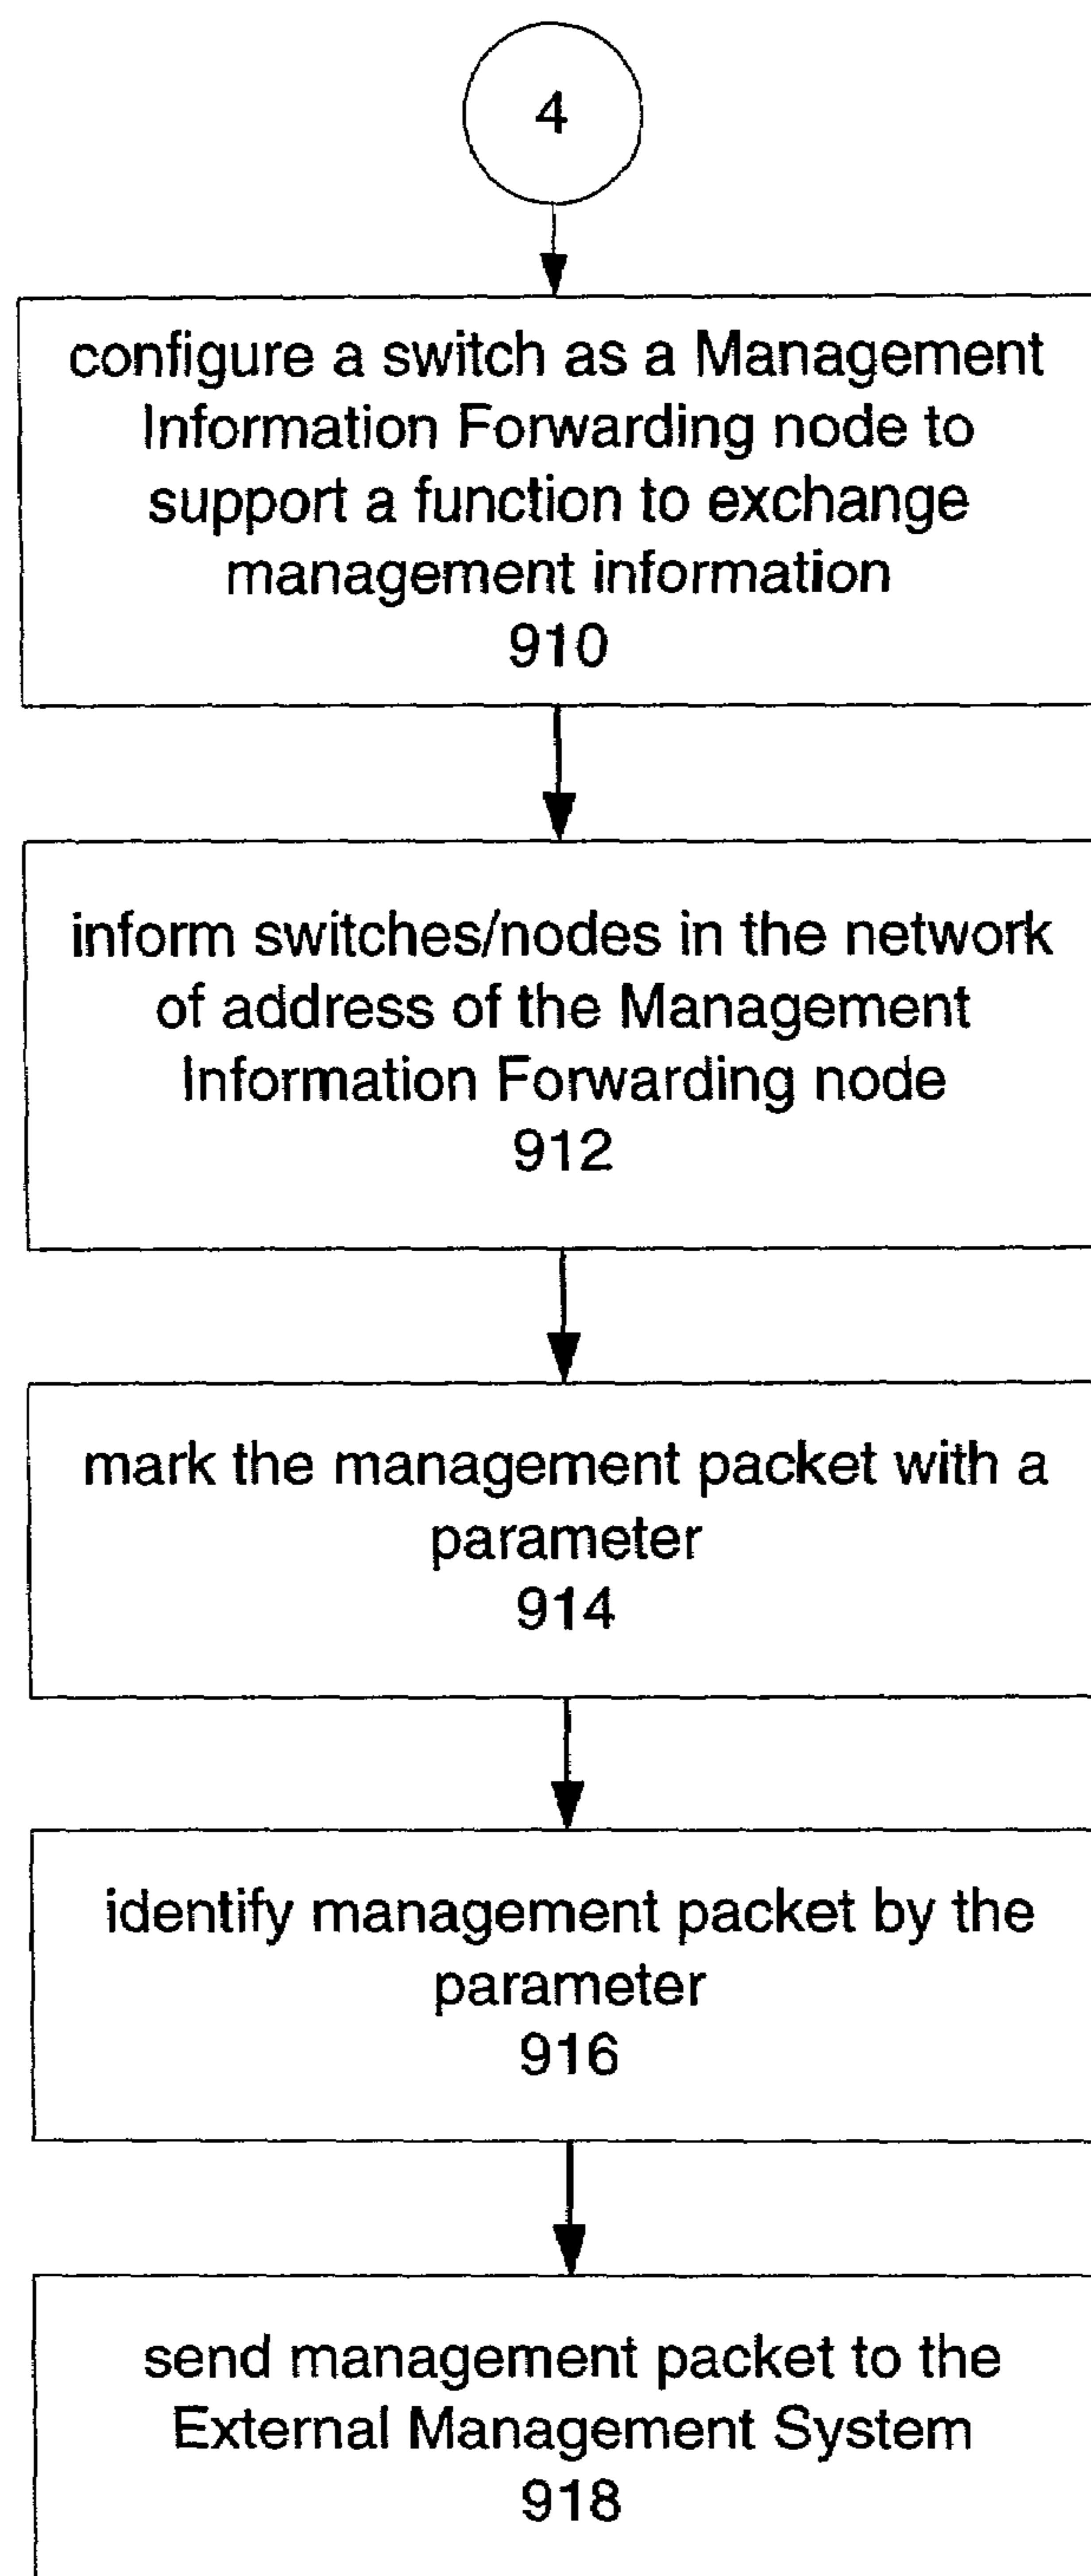 4
configure a switch as a Management
Information Forwarding node to
support a function to exchange
management information
910
inform switches/nodes in the network
of address of the Management
Information Forwarding node
912
mark the management packet with a
parameter
914
identify management packet by the
parameter
916
send management packet to the
External Management System
918